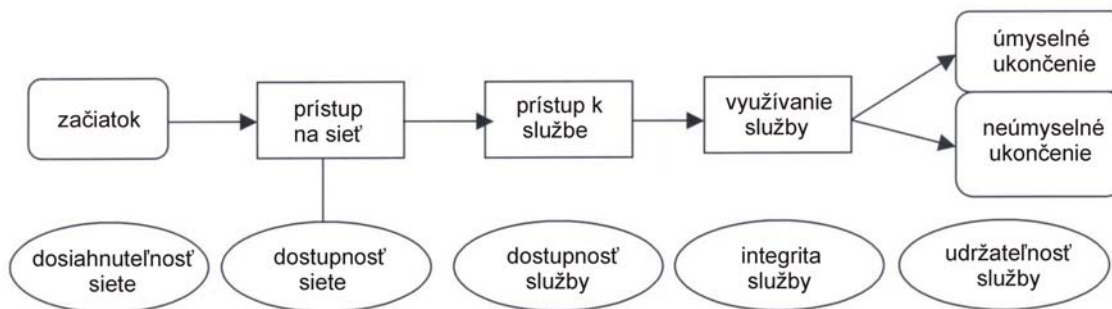 začiatok
prístup
na sieť
prístup k
službe
využívanie
služby
úmyselné
ukončenie
neúmyselné
ukončenie
dosiahnuteľnosť
siete
dostupnosť
siete
dostupnosť
služby
integrita
služby
udržateľnosť
služby